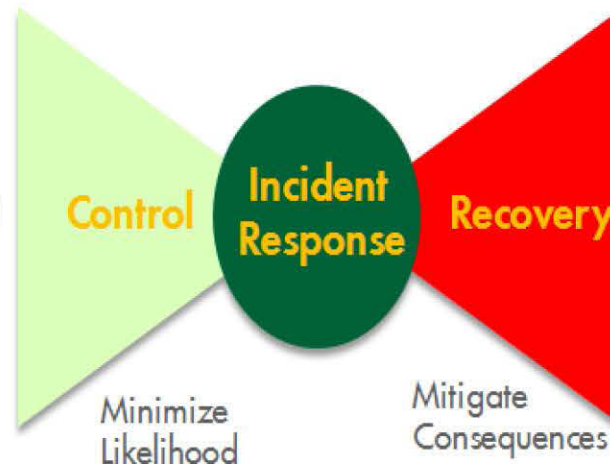 Control
Incident
Response
Recovery
Minimize
Likelihood
Mitigate
Consequences